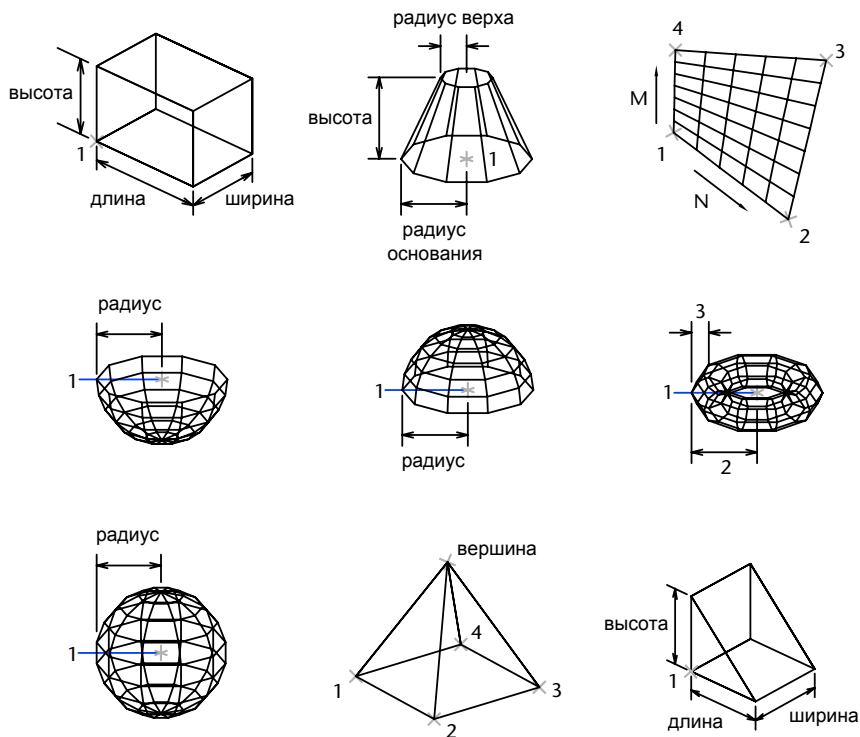 высота
1
длина
ширина
радиус верха
высота
1
радиус
основания
4
3
M
1
N
2
радиус
1
1
радиус
3
1
2
радиус
1
вершина
4
1
3
2
высота
1
длина
ширина